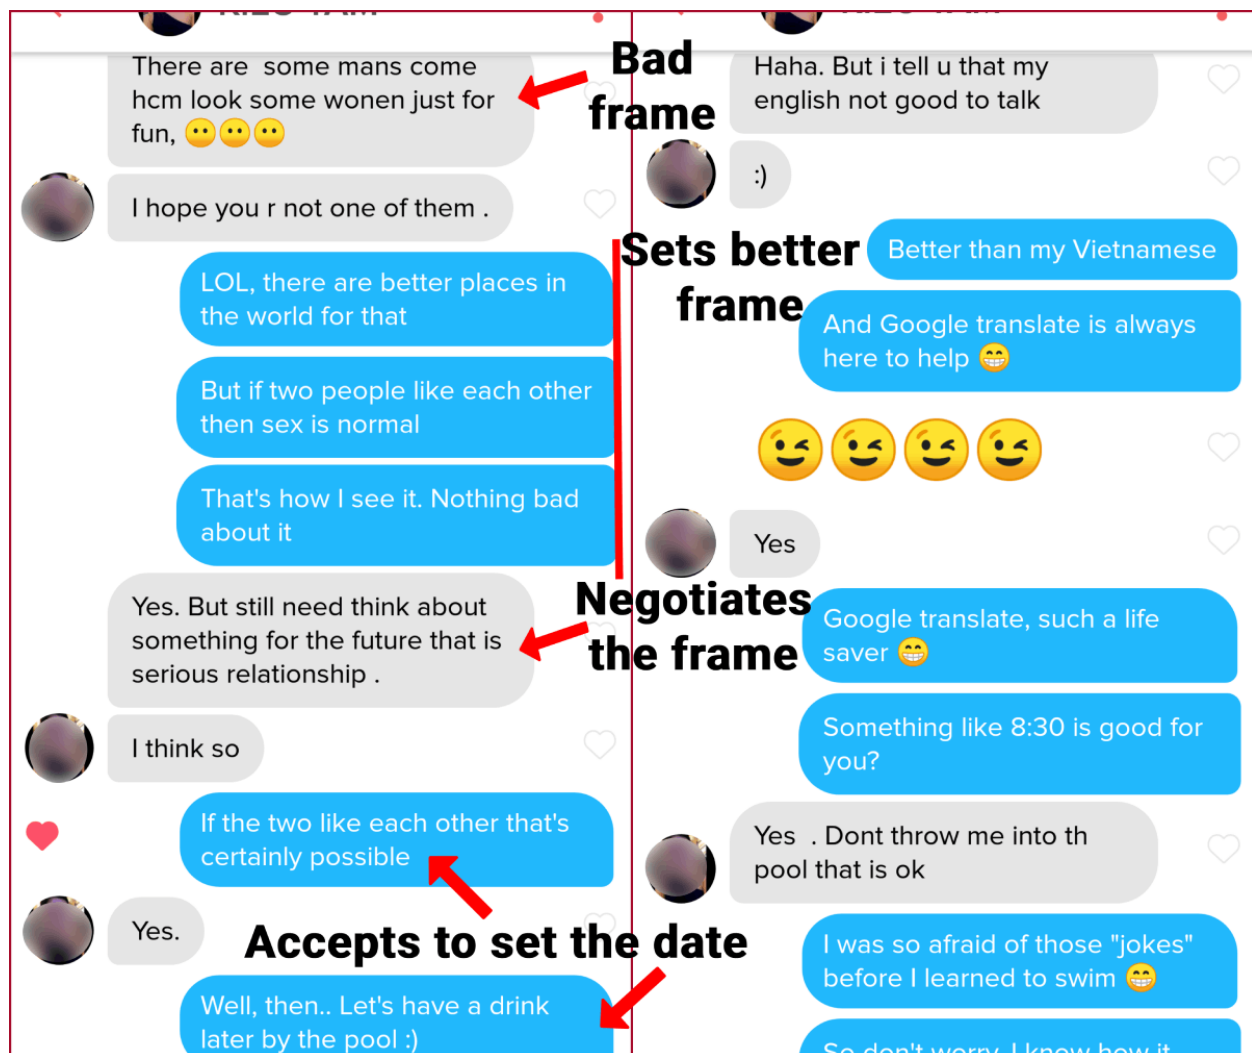 There are some mans come
hcm look some wonen just for
fun, 😶😶😶
I hope you r not one of them .
LOL, there are better places in
the world for that
But if two people like each other
then sex is normal
That's how I see it. Nothing bad
about it
Yes. But still need think about
something for the future that is
serious relationship .
I think so
If the two like each other that's
certainly possible
Yes.
Well, then.. Let's have a drink
later by the pool :)
Bad
frame
Sets better
frame
Negotiates
the frame
Accepts to set the date
Haha. But i tell u that my
english not good to talk
:)
Better than my Vietnamese
And Google translate is always
here to help 😁
😉😉😉😉
Yes
Google translate, such a life
saver 😁
Something like 8:30 is good for
you?
Yes . Dont throw me into th
pool that is ok
I was so afraid of those "jokes"
before I learned to swim 😁
So don't worry, I know how it